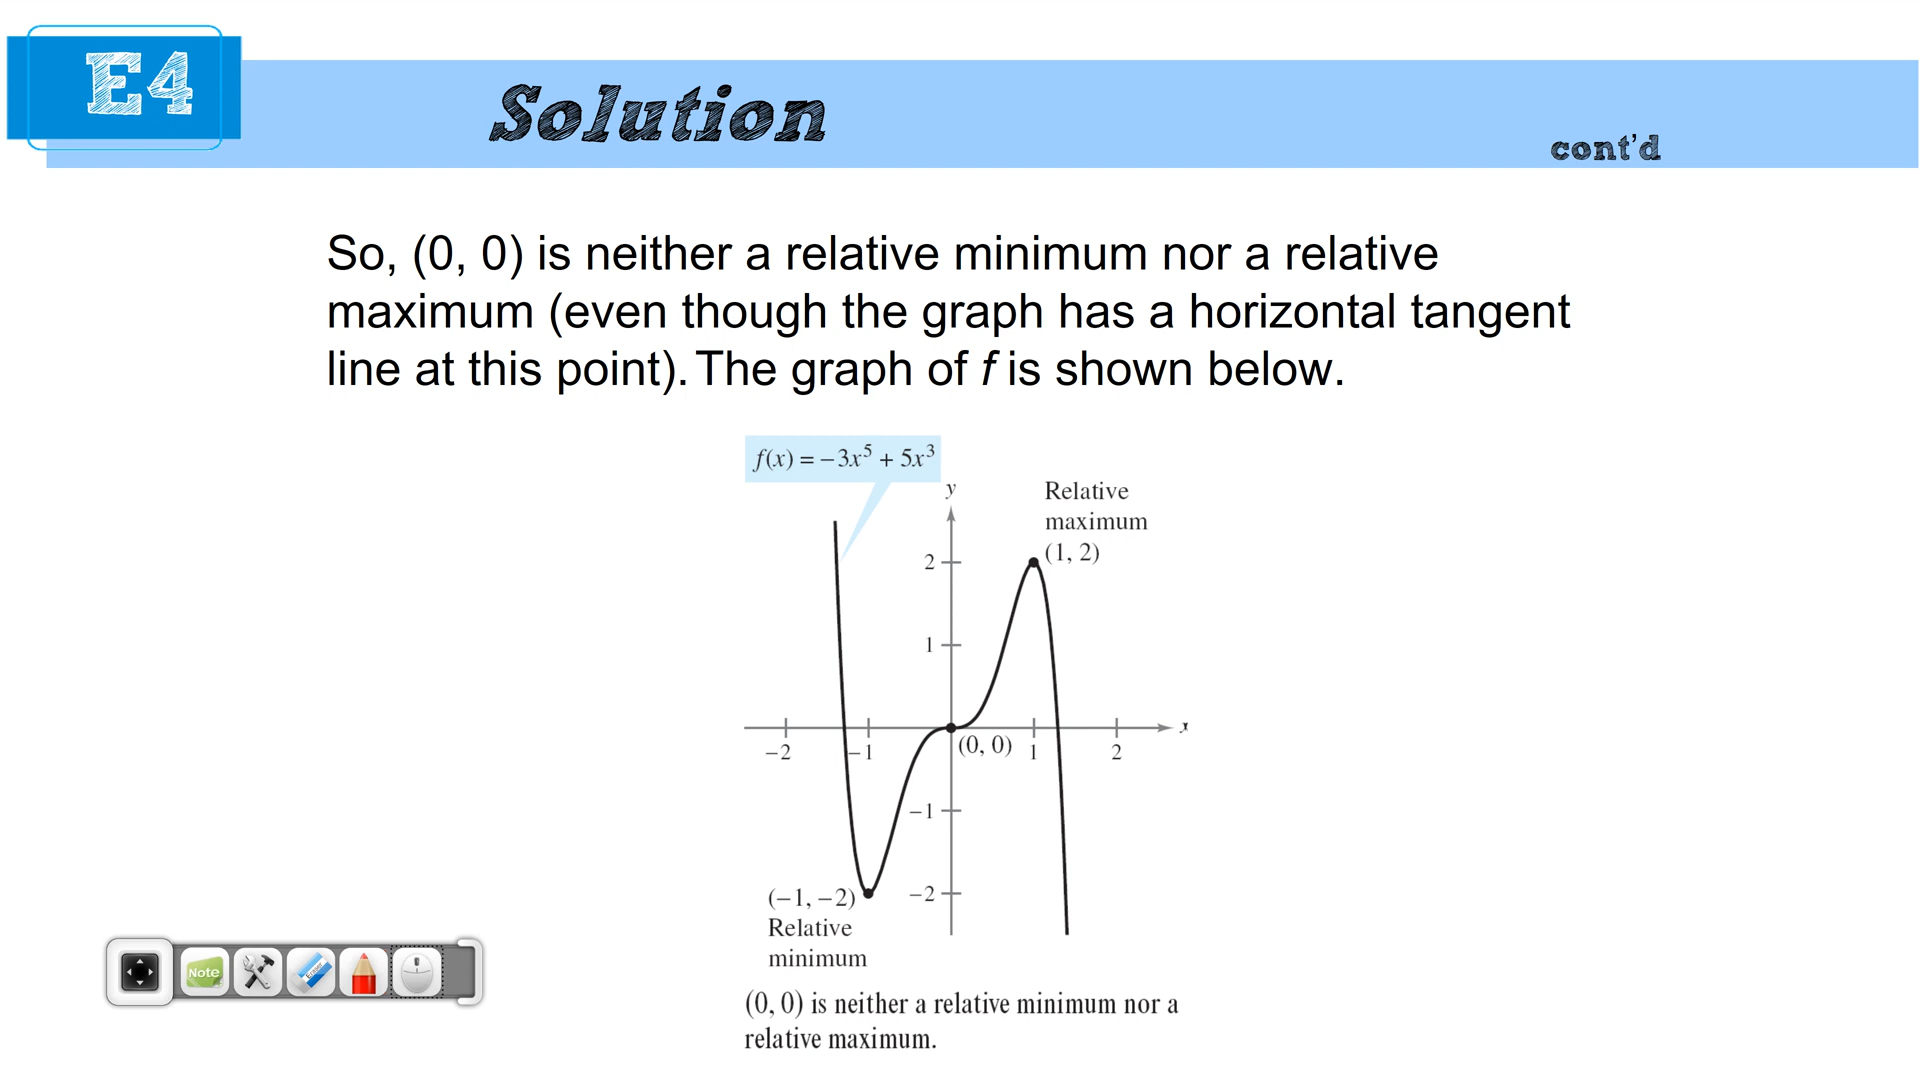 E4
Solution
cont'd
So, (0, 0) is neither a relative minimum nor a relative
maximum (even though the graph has a horizontal tangent
line at this point). The graph of f is shown below.
f(x) = −3x⁵ + 5x³
y
Relative
maximum
(1, 2)
2
1
x
−2
−1
(0, 0)
1
2
−1
−2
(−1, −2)
Relative
minimum
(0, 0) is neither a relative minimum nor a
relative maximum.
Note
Eraser